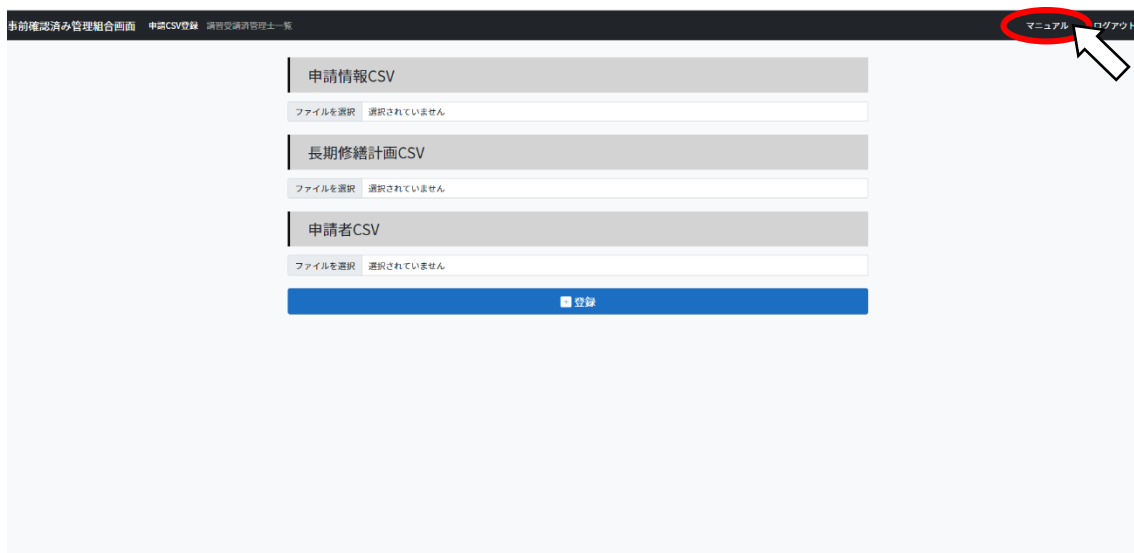 事前確認済み管理組合画面 申請CSV登録 講習受講済管理士一覧 マニュアル ログアウト
申請情報CSV
ファイルを選択 選択されていません
長期修繕計画CSV
ファイルを選択 選択されていません
申請者CSV
ファイルを選択 選択されていません
登録